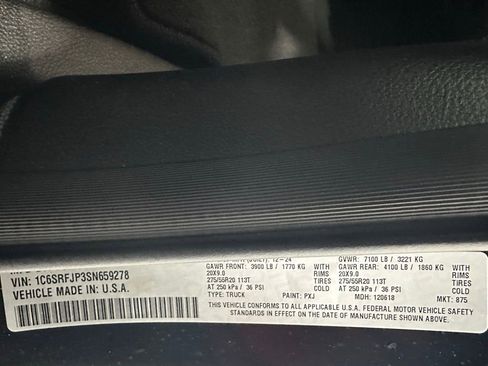 12-24
GVWR: 7100 LB / 3221 KG
GAWR FRONT: 3900 LB / 1770 KG WITH
20X9.0 RIMS
275/55R20 113T TIRES
AT 250 kPa / 36 PSI COLD
GAWR REAR: 4100 LB / 1860 KG WITH
20X9.0 RIMS
275/55R20 113T TIRES
AT 250 kPa / 36 PSI COLD
VIN: 1C6SRFJP3SN659278
VEHICLE MADE IN: U.S.A.
TYPE: TRUCK PAINT: PXJ MDH: 120618 MKT: 875
THIS VEHICLE CONFORMS TO ALL APPLICABLE U.S.A. FEDERAL MOTOR VEHICLE SAFETY
STANDARDS IN EFFECT ON THE DATE OF MANUFACTURE SHOWN ABOVE.